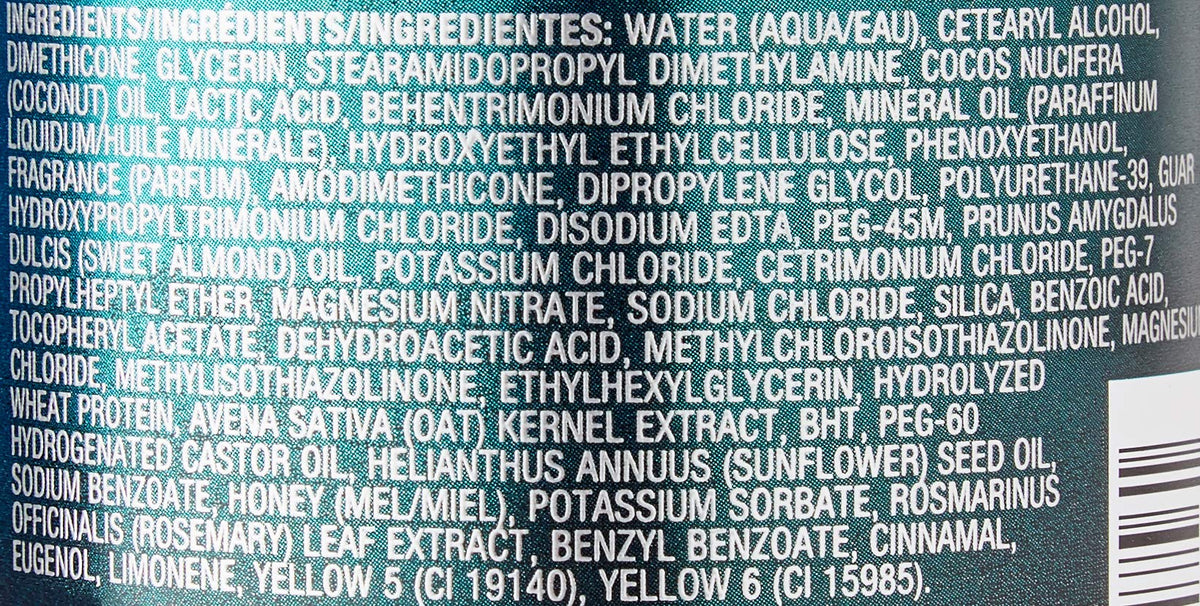 INGREDIENTS/INGRÉDIENTS/INGREDIENTES: WATER (AQUA/EAU), CETEARYL ALCOHOL,
DIMETHICONE, GLYCERIN, STEARAMIDOPROPYL DIMETHYLAMINE, COCOS NUCIFERA
(COCONUT) OIL, LACTIC ACID, BEHENTRIMONIUM CHLORIDE, MINERAL OIL (PARAFFINUM
LIQUIDUM/HUILE MINERALE), HYDROXYETHYL ETHYLCELLULOSE, PHENOXYETHANOL,
FRAGRANCE (PARFUM), AMODIMETHICONE, DIPROPYLENE GLYCOL, POLYURETHANE-39, GUAR
HYDROXYPROPYLTRIMONIUM CHLORIDE, DISODIUM EDTA, PEG-45M, PRUNUS AMYGDALUS
DULCIS (SWEET ALMOND) OIL, POTASSIUM CHLORIDE, CETRIMONIUM CHLORIDE, PEG-7
PROPYLHEPTYL ETHER, MAGNESIUM NITRATE, SODIUM CHLORIDE, SILICA, BENZOIC ACID,
TOCOPHERYL ACETATE, DEHYDROACETIC ACID, METHYLCHLOROISOTHIAZOLINONE, MAGNESIU
CHLORIDE, METHYLISOTHIAZOLINONE, ETHYLHEXYLGLYCERIN, HYDROLYZED
WHEAT PROTEIN, AVENA SATIVA (OAT) KERNEL EXTRACT, BHT, PEG-60
HYDROGENATED CASTOR OIL, HELIANTHUS ANNUUS (SUNFLOWER) SEED OIL,
SODIUM BENZOATE, HONEY (MEL/MIEL), POTASSIUM SORBATE, ROSMARINUS
OFFICINALIS (ROSEMARY) LEAF EXTRACT, BENZYL BENZOATE, CINNAMAL,
EUGENOL, LIMONENE, YELLOW 5 (CI 19140), YELLOW 6 (CI 15985).